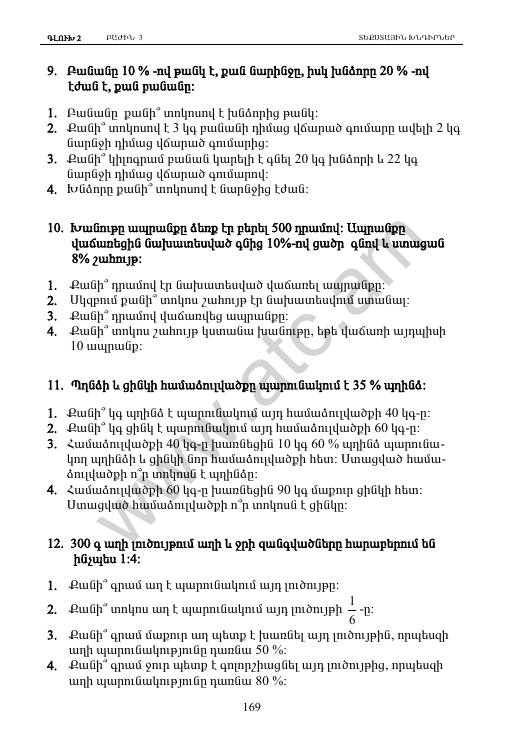 ԳԼՈՒԽ 2 ԲԱԺԻՆ 3 ՏԵՔՍՏԱՅԻՆ ԽՆԴԻՐՆԵՐ
9. Բանանը 10 % -ով թանկ է, քան նարինջը, իսկ խնձորը 20 % -ով
էժան է, քան բանանը:
1. Բանանը քանի՞ տոկոսով է խնձորից թանկ:
2. Քանի՞ տոկոսով է 3 կգ բանանի դիմաց վճարած գումարը ավելի 2 կգ
նարնջի դիմաց վճարած գումարից:
3. Քանի՞ կիլոգրամ բանան կարելի է գնել 20 կգ խնձորի և 22 կգ
նարնջի դիմաց վճարած գումարով:
4. Խնձորը քանի՞ տոկոսով է նարնջից էժան:
10. Խանութը ապրանքը ձեռք էր բերել 500 դրամով: Ապրանքը
վաճառեցին նախատեսված գնից 10%-ով ցածր գնով և ստացան
8% շահույթ:
1. Քանի՞ դրամով էր նախատեսված վաճառել ապրանքը:
2. Սկզբում քանի՞ տոկոս շահույթ էր նախատեսվում ստանալ:
3. Քանի՞ դրամով վաճառվեց ապրանքը:
4. Քանի՞ տոկոս շահույթ կստանա խանութը, եթե վաճառի այդպիսի
10 ապրանք:
11. Պղնձի և ցինկի համաձուլվածքը պարունակում է 35 % պղինձ:
1. Քանի՞ կգ պղինձ է պարունակում այդ համաձուլվածքի 40 կգ-ը:
2. Քանի՞ կգ ցինկ է պարունակում այդ համաձուլվածքի 60 կգ-ը:
3. Համաձուլվածքի 40 կգ-ը խառնեցին 10 կգ 60 % պղինձ պարունա-
կող պղնձի և ցինկի նոր համաձուլվածքի հետ: Ստացված համա-
ձուլվածքի ո՞ր տոկոսն է պղինձը:
4. Համաձուլվածքի 60 կգ-ը խառնեցին 90 կգ մաքուր ցինկի հետ:
Ստացված համաձուլվածքի ո՞ր տոկոսն է ցինկը:
12. 300 գ աղի լուծույթում աղի և ջրի զանգվածները հարաբերում են
ինչպես 1:4:
1. Քանի՞ գրամ աղ է պարունակում այդ լուծույթը:
2. Քանի՞ տոկոս աղ է պարունակում այդ լուծույթի 1/6 -ը:
3. Քանի՞ գրամ մաքուր աղ պետք է խառնել այդ լուծույթին, որպեսզի
աղի պարունակությունը դառնա 50 %:
4. Քանի՞ գրամ ջուր պետք է գոլորշիացնել այդ լուծույթից, որպեսզի
աղի պարունակությունը դառնա 80 %:
169
www.atc.am